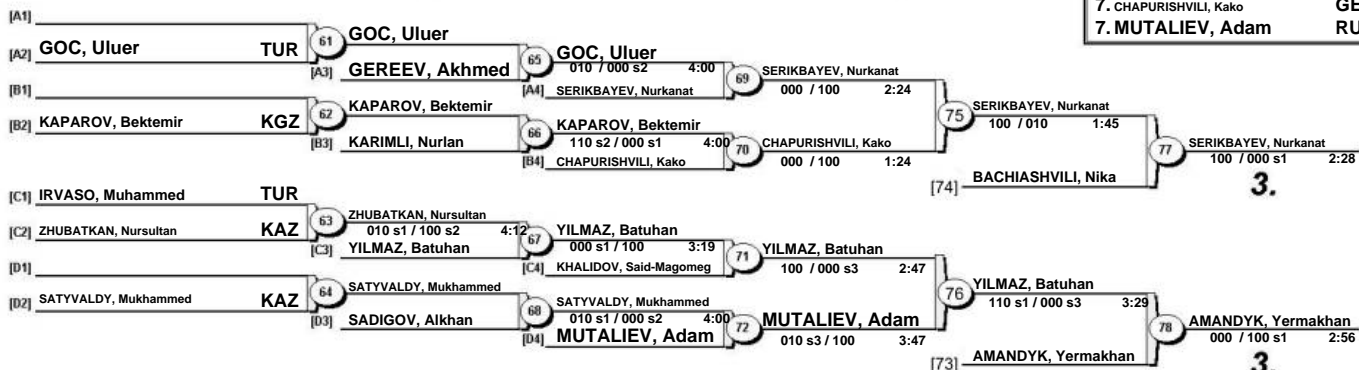 7. CHAPURISHVILI, Kako GE
7. MUTALIEV, Adam RU
[A1]
[A2] GOC, Uluer TUR
61
GOC, Uluer
[A3] GEREEV, Akhmed
65
GOC, Uluer
010 / 000 s2 4:00
[A4] SERIKBAYEV, Nurkanat
69
SERIKBAYEV, Nurkanat
000 / 100 2:24
[B1]
[B2] KAPAROV, Bektemir KGZ
62
KAPAROV, Bektemir
[B3] KARIMLI, Nurlan
66
KAPAROV, Bektemir
110 s2 / 000 s1 4:00
[B4] CHAPURISHVILI, Kako
70
CHAPURISHVILI, Kako
000 / 100 1:24
75
SERIKBAYEV, Nurkanat
100 / 010 1:45
[74] BACHIASHVILI, Nika
77
SERIKBAYEV, Nurkanat
100 / 000 s1 2:28
3.
[C1] IRVASO, Muhammed TUR
[C2] ZHUBATKAN, Nursultan KAZ
63
ZHUBATKAN, Nursultan
010 s1 / 100 s2 4:12
[C3] YILMAZ, Batuhan
67
YILMAZ, Batuhan
000 s1 / 100 3:19
[C4] KHALIDOV, Said-Magomeg
71
YILMAZ, Batuhan
100 / 000 s3 2:47
[D1]
[D2] SATYVALDY, Mukhammed KAZ
64
SATYVALDY, Mukhammed
[D3] SADIGOV, Alkhan
68
SATYVALDY, Mukhammed
010 s1 / 000 s2 4:00
[D4] MUTALIEV, Adam
72
MUTALIEV, Adam
010 s3 / 100 3:47
76
YILMAZ, Batuhan
110 s1 / 000 s3 3:29
[73] AMANDYK, Yermakhan
78
AMANDYK, Yermakhan
000 / 100 s1 2:56
3.